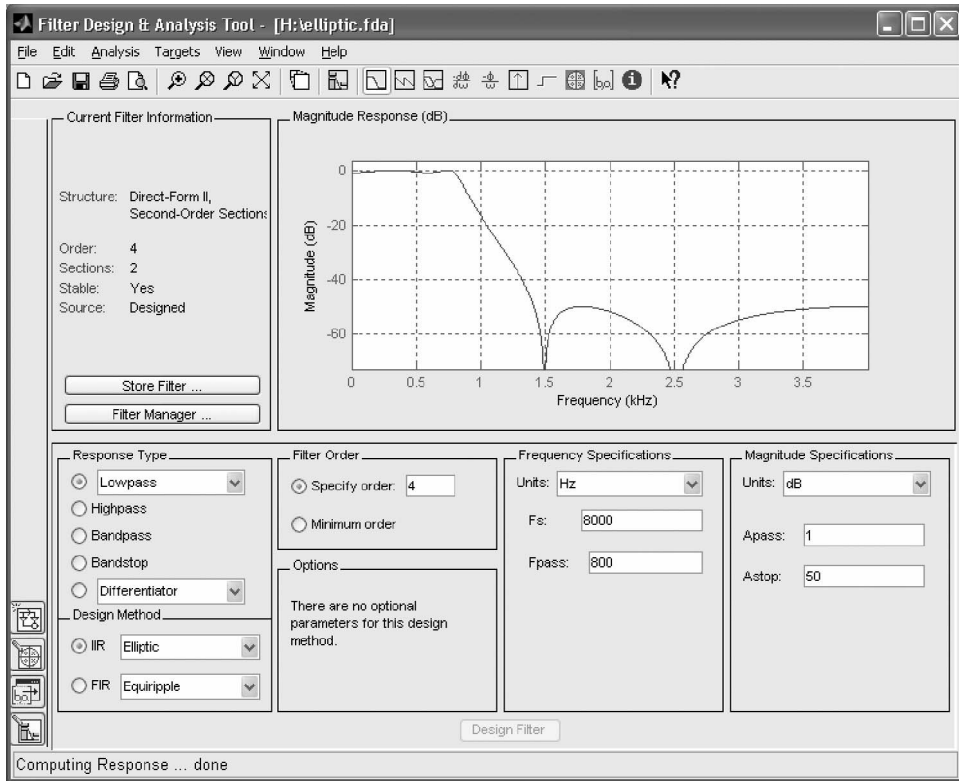 Filter Design & Analysis Tool - [H:\elliptic.fda]
File Edit Analysis Targets View Window Help
Current Filter Information
Structure: Direct-Form II,
Second-Order Sections
Order: 4
Sections: 2
Stable: Yes
Source: Designed
Store Filter ...
Filter Manager ...
Magnitude Response (dB)
Magnitude (dB)
0
-20
-40
-60
0 0.5 1 1.5 2 2.5 3 3.5
Frequency (kHz)
Response Type
Lowpass
Highpass
Bandpass
Bandstop
Differentiator
Design Method
IIR Elliptic
FIR Equiripple
Filter Order
Specify order: 4
Minimum order
Options
There are no optional
parameters for this design
method.
Frequency Specifications
Units: Hz
Fs: 8000
Fpass: 800
Magnitude Specifications
Units: dB
Apass: 1
Astop: 50
Design Filter
Computing Response ... done